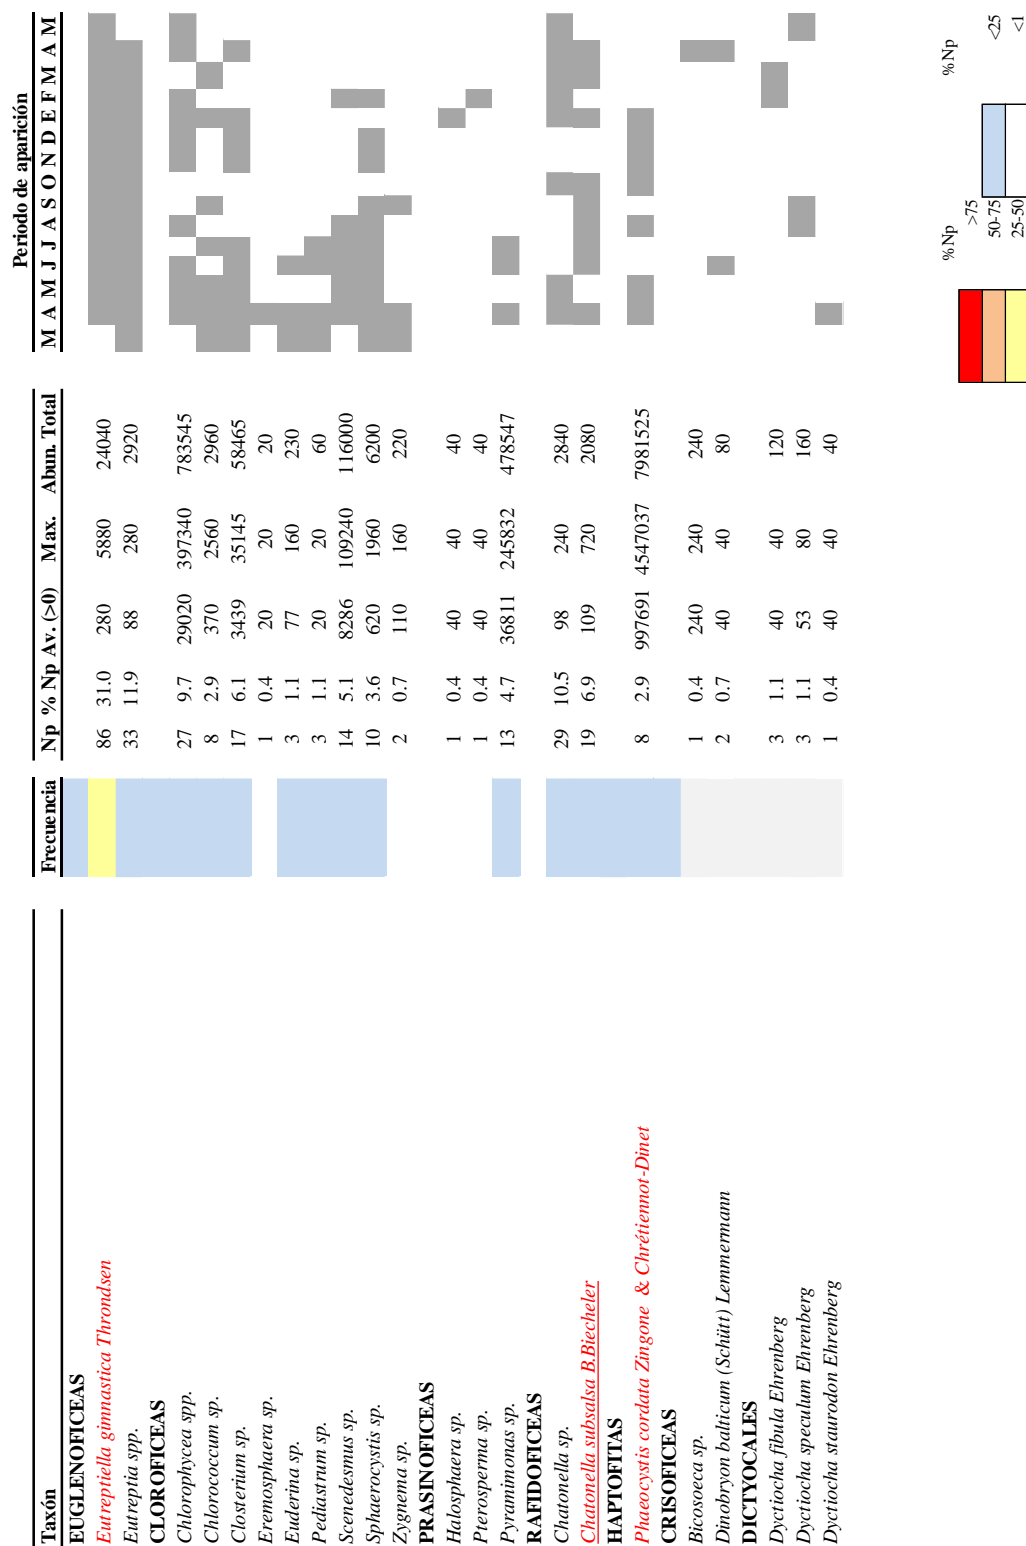 Periodo de aparición
Taxón Frecuencia Np % Np Av. (>0) Max. Abun. Total M A M J J A S O N D E F M A M
EUGLENOFICEAS
Eutreptiella gimnastica Throndsen 86 31.0 280 5880 24040
Eutreptia spp. 33 11.9 88 280 2920
CLOROFICEAS
Chlorophycea spp. 27 9.7 29020 397340 783545
Chlorococcum sp. 8 2.9 370 2560 2960
Closterium sp. 17 6.1 3439 35145 58465
Eremosphaera sp. 1 0.4 20 20 20
Euderina sp. 3 1.1 77 160 230
Pediastrum sp. 3 1.1 20 20 60
Scenedesmus sp. 14 5.1 8286 109240 116000
Sphaerocystis sp. 10 3.6 620 1960 6200
Zygnema sp. 2 0.7 110 160 220
PRASINOFICEAS
Halosphaera sp. 1 0.4 40 40 40
Pterosperma sp. 1 0.4 40 40 40
Pyramimonas sp. 13 4.7 36811 245832 478547
RAFIDOFICEAS
Chatonella sp. 29 10.5 98 240 2840
Chatonella subsalsa B.Biecheler 19 6.9 109 720 2080
HAPTOFITAS
Phaeocystis cordata Zingone & Chrétiennot-Dinet 8 2.9 997691 4547037 7981525
CRISOFICEAS
Bicosoeca sp. 1 0.4 240 240 240
Dinobryon balticum (Schütt) Lemmermann 2 0.7 40 40 80
DICTYOCALES
Dyctiocha fibula Ehrenberg 3 1.1 40 40 120
Dyctiocha speculum Ehrenberg 3 1.1 53 80 160
Dyctiocha staurodon Ehrenberg 1 0.4 40 40 40
%Np %Np
>75
50-75 <25
25-50 <1